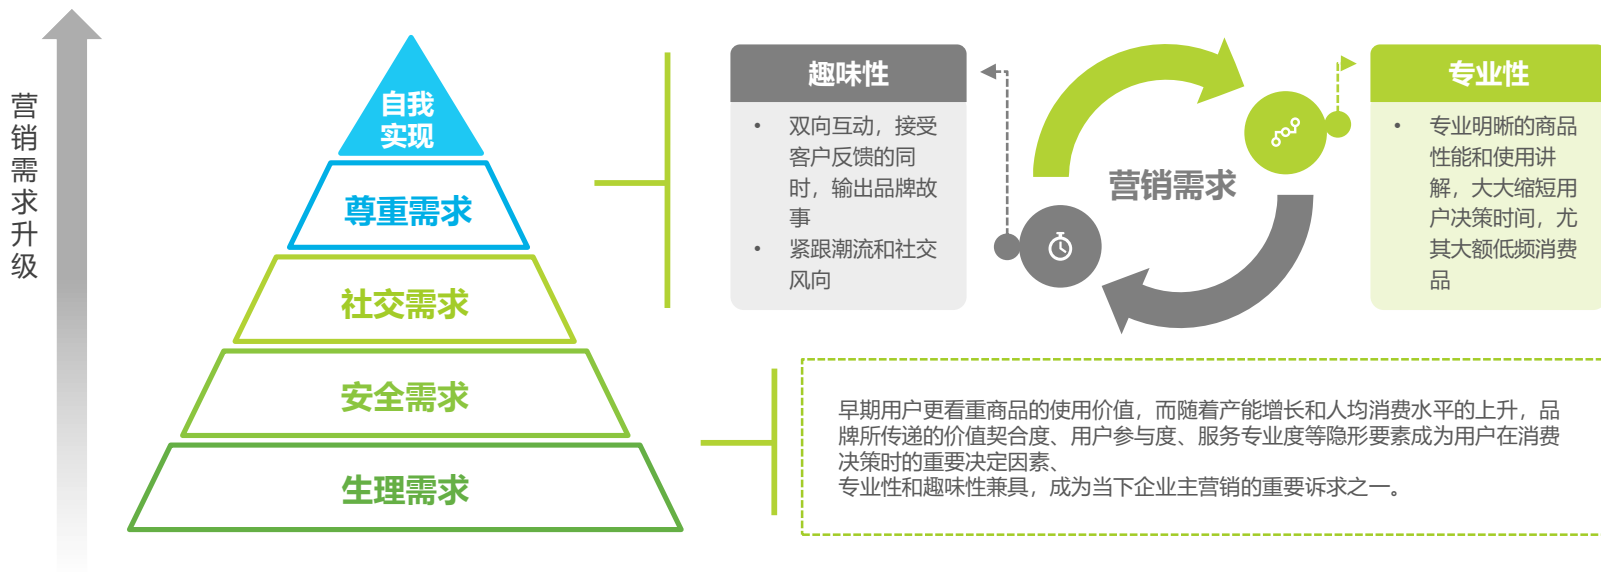 营销需求升级
自我
实现
尊重需求
社交需求
安全需求
生理需求
趣味性
• 双向互动，接受
客户反馈的同
时，输出品牌故
事
• 紧跟潮流和社交
风向
营销需求
专业性
• 专业明晰的商品
性能和使用讲
解，大大缩短用
户决策时间，尤
其大额低频消费
品
早期用户更看重商品的使用价值，而随着产能增长和人均消费水平的上升，品
牌所传递的价值契合度、用户参与度、服务专业度等隐形要素成为用户在消费
决策时的重要决定因素、
专业性和趣味性兼具，成为当下企业主营销的重要诉求之一。